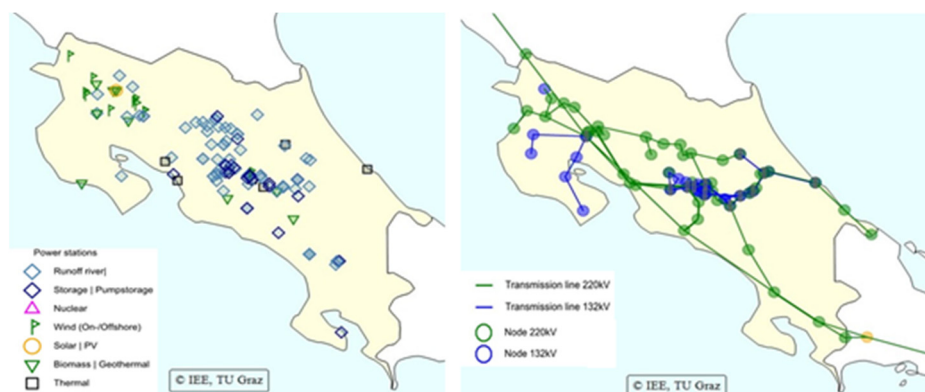 Power stations
Runoff river|
Storage | Pumpstorage
Nuclear
Wind (On-/Offshore)
Solar | PV
Biomass | Geothermal
Thermal
© IEE, TU Graz
Transmission line 220kV
Transmission line 132kV
Node 220kV
Node 132kV
© IEE, TU Graz